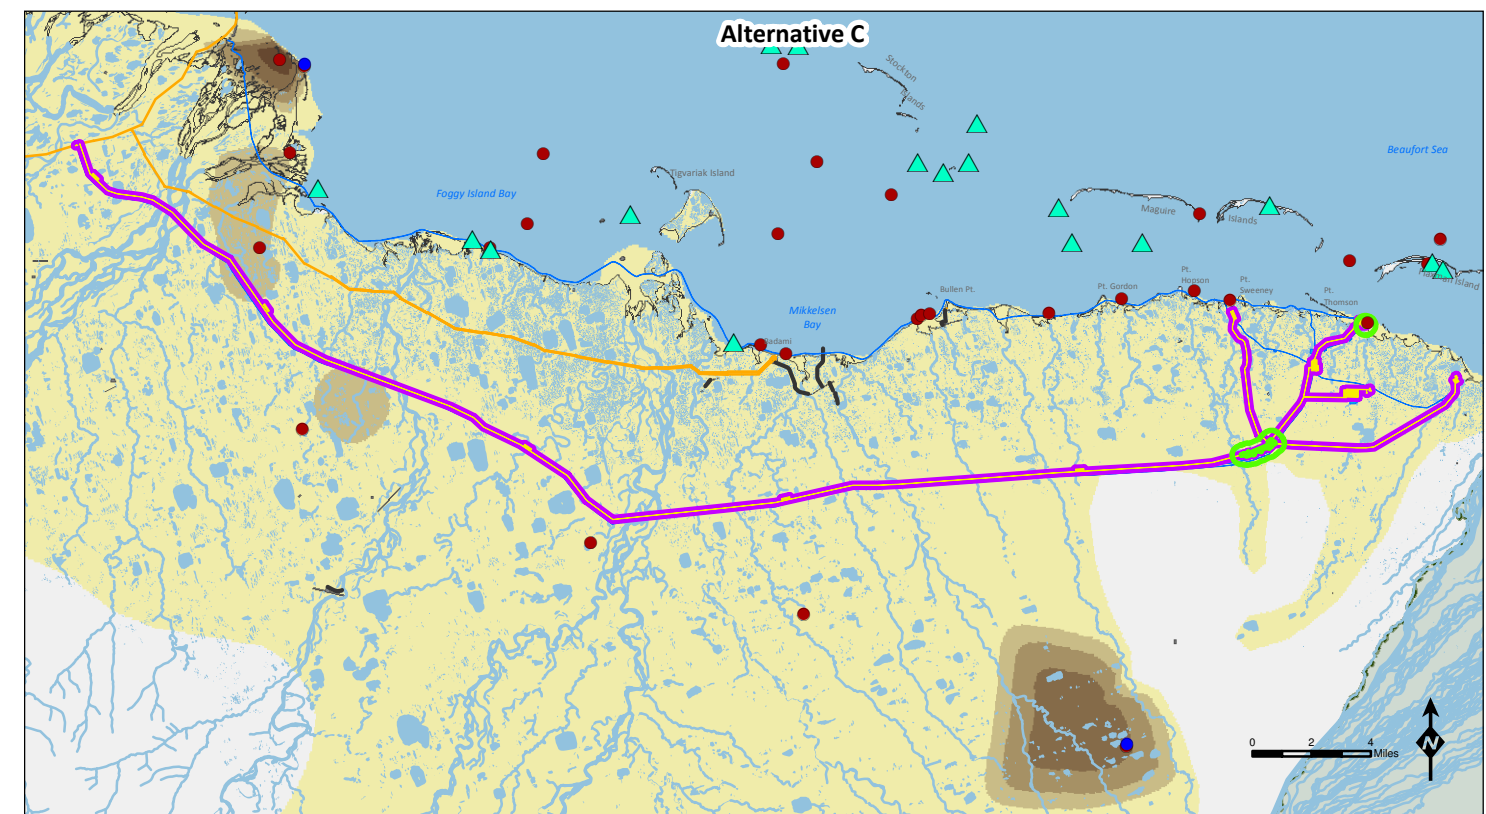 Alternative C
Stockton
Islands
Beaufort Sea
Tigvariak Island
Foggy Island Bay
Maguire
Islands
Pt.
Hopson
Pt.
Sweeney
Flaxman Island
Pt. Gordon
Bullen Pt.
Pt.
Thomson
Mikkelsen
Bay
Badami
0 2 4
Miles
N